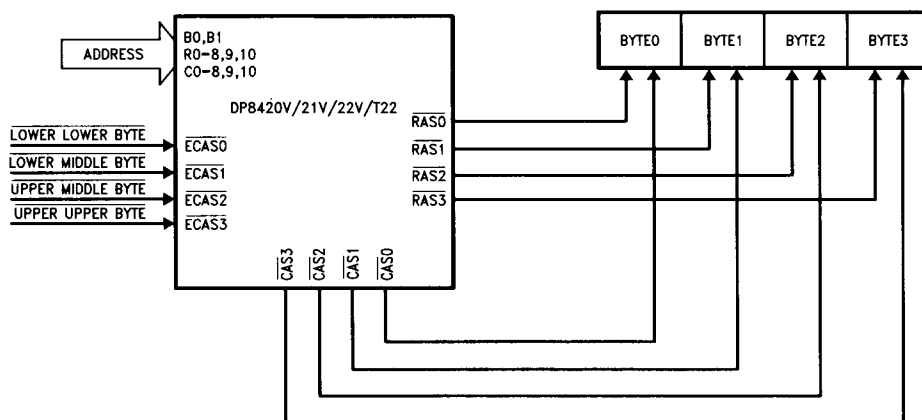 B0,B1
R0-8,9,10
C0-8,9,10
ADDRESS
DP8420V/21V/22V/T22
BYTE0
BYTE1
BYTE2
BYTE3
LOWER LOWER BYTE
LOWER MIDDLE BYTE
UPPER MIDDLE BYTE
UPPER UPPER BYTE
ECAS0
ECAS1
ECAS2
ECAS3
RAS0
RAS1
RAS2
RAS3
CAS3
CAS2
CAS1
CAS0